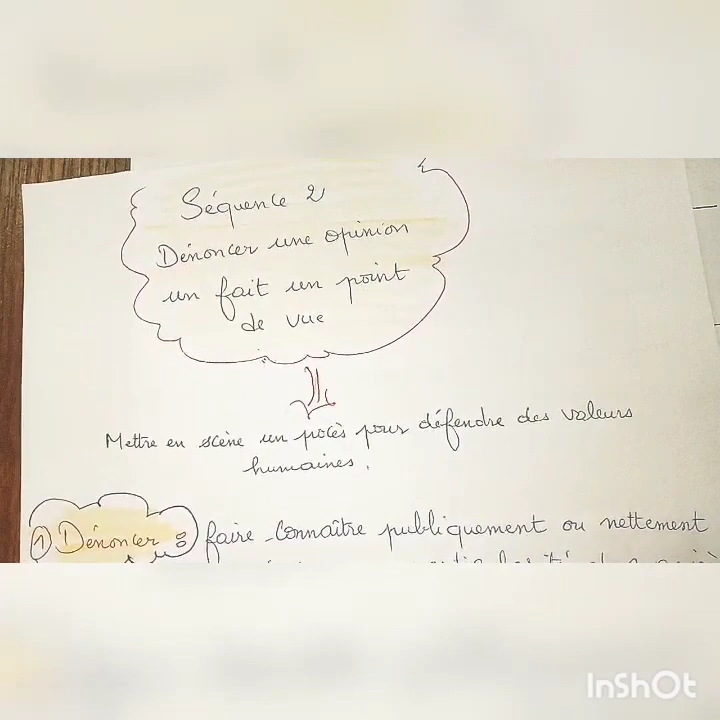 Séquence 2
Dénoncer une opinion
un fait un point
de vue
Mettre en scène un pocès pour défendre des valeurs
humaines.
1) Dénoncer : faire connaître publiquement ou nettement
InShOt